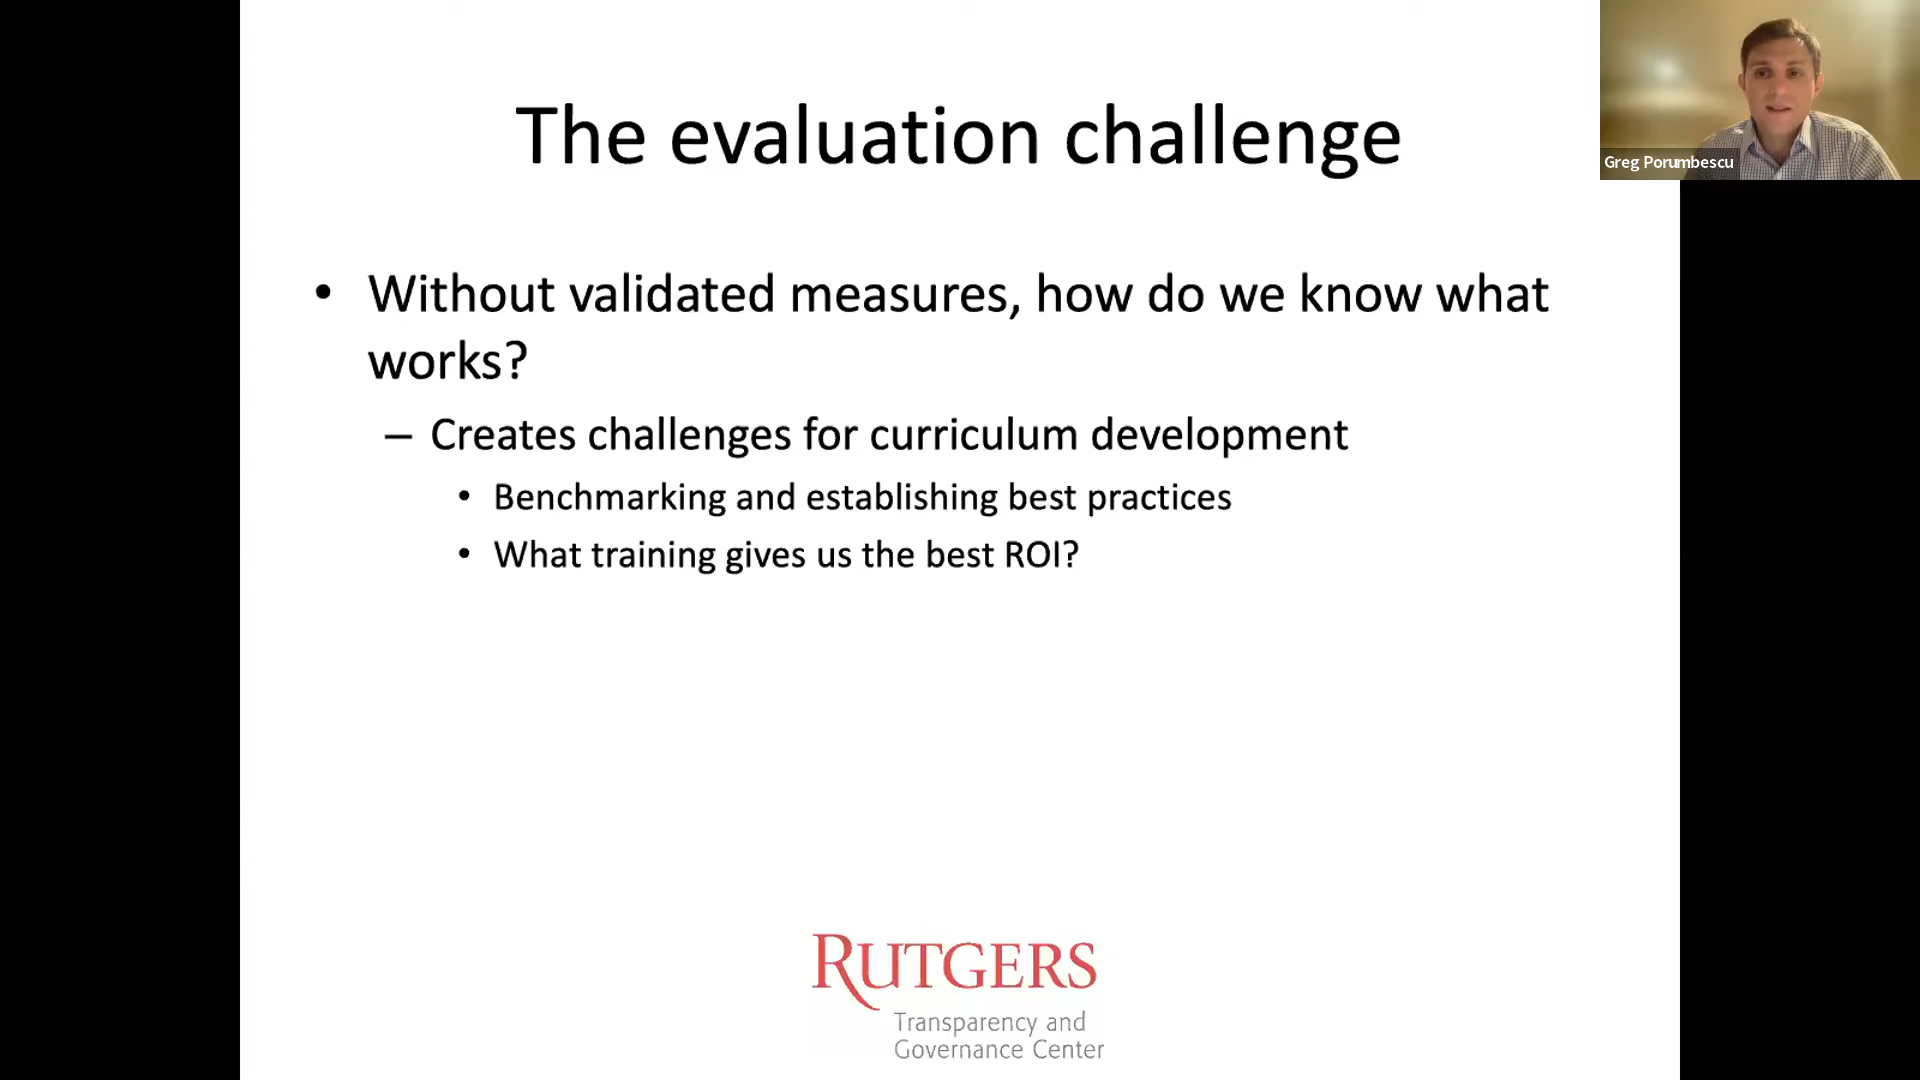 The evaluation challenge
Greg Porumbescu
• Without validated measures, how do we know what
works?
– Creates challenges for curriculum development
• Benchmarking and establishing best practices
• What training gives us the best ROI?
RUTGERS
Transparency and
Governance Center